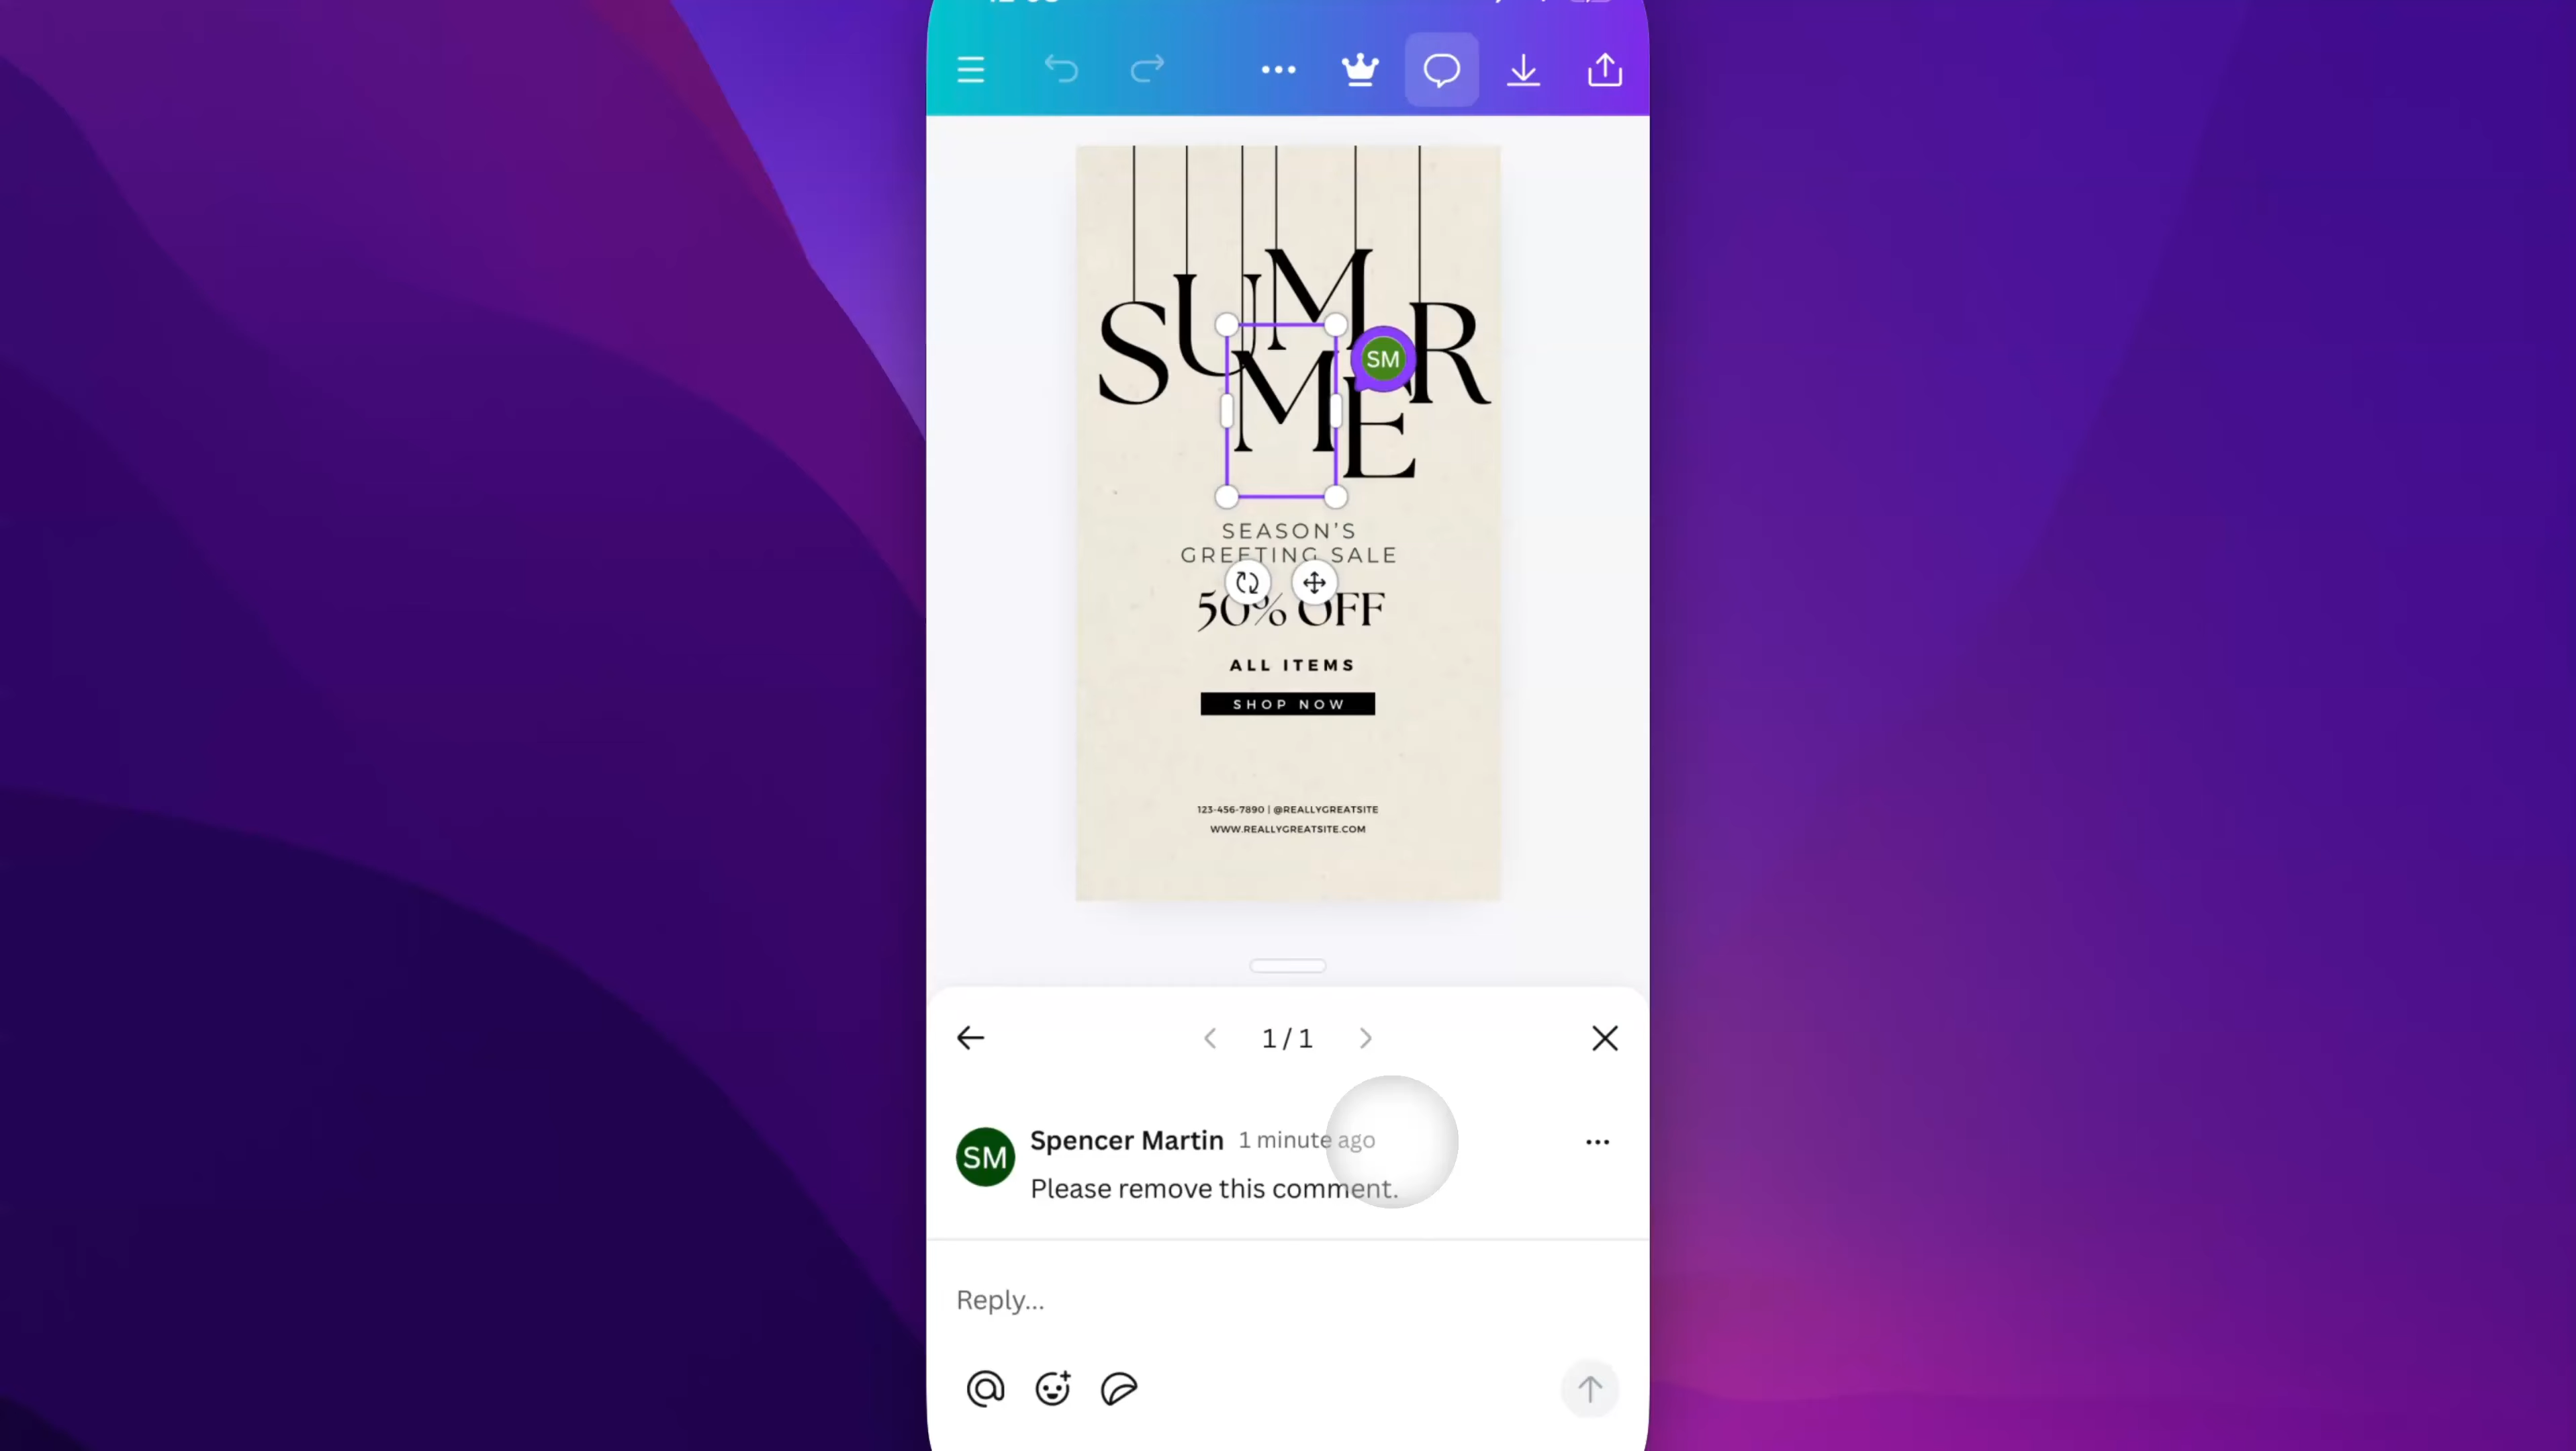 SUMMER
SM
SEASON'S
GREETING SALE
50% OFF
ALL ITEMS
SHOP NOW
123-456-7890 | @REALLYGREATSITE
WWW.REALLYGREATSITE.COM
1 / 1
SM
Spencer Martin 1 minute ago
Please remove this comment.
Reply...